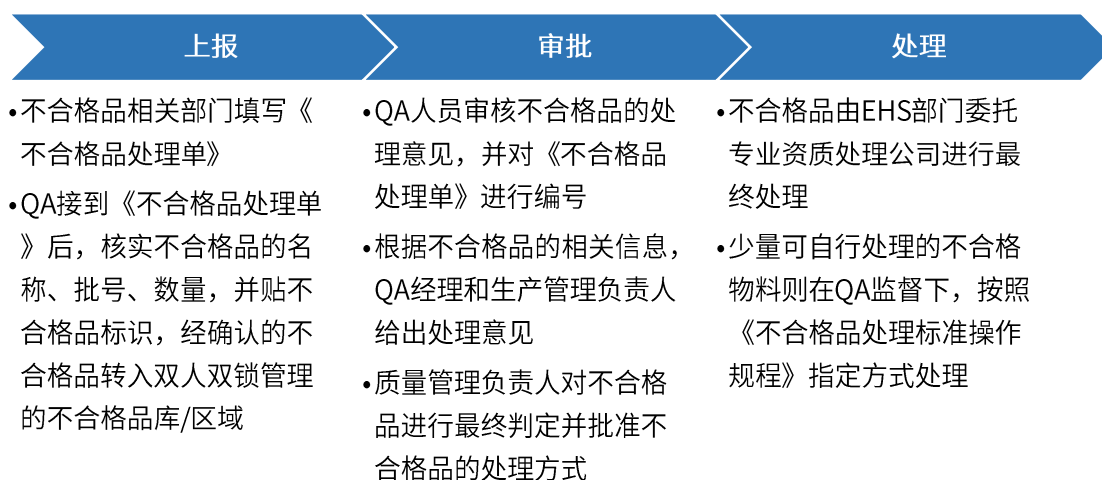 上报
•不合格品相关部门填写《
不合格品处理单》
•QA接到《不合格品处理单
》后，核实不合格品的名
称、批号、数量，并贴不
合格品标识，经确认的不
合格品转入双人双锁管理
的不合格品库/区域
审批
•QA人员审核不合格品的处
理意见，并对《不合格品
处理单》进行编号
•根据不合格品的相关信息，
QA经理和生产管理负责人
给出处理意见
•质量管理负责人对不合格
品进行最终判定并批准不
合格品的处理方式
处理
•不合格品由EHS部门委托
专业资质处理公司进行最
终处理
•少量可自行处理的不合格
物料则在QA监督下，按照
《不合格品处理标准操作
规程》指定方式处理